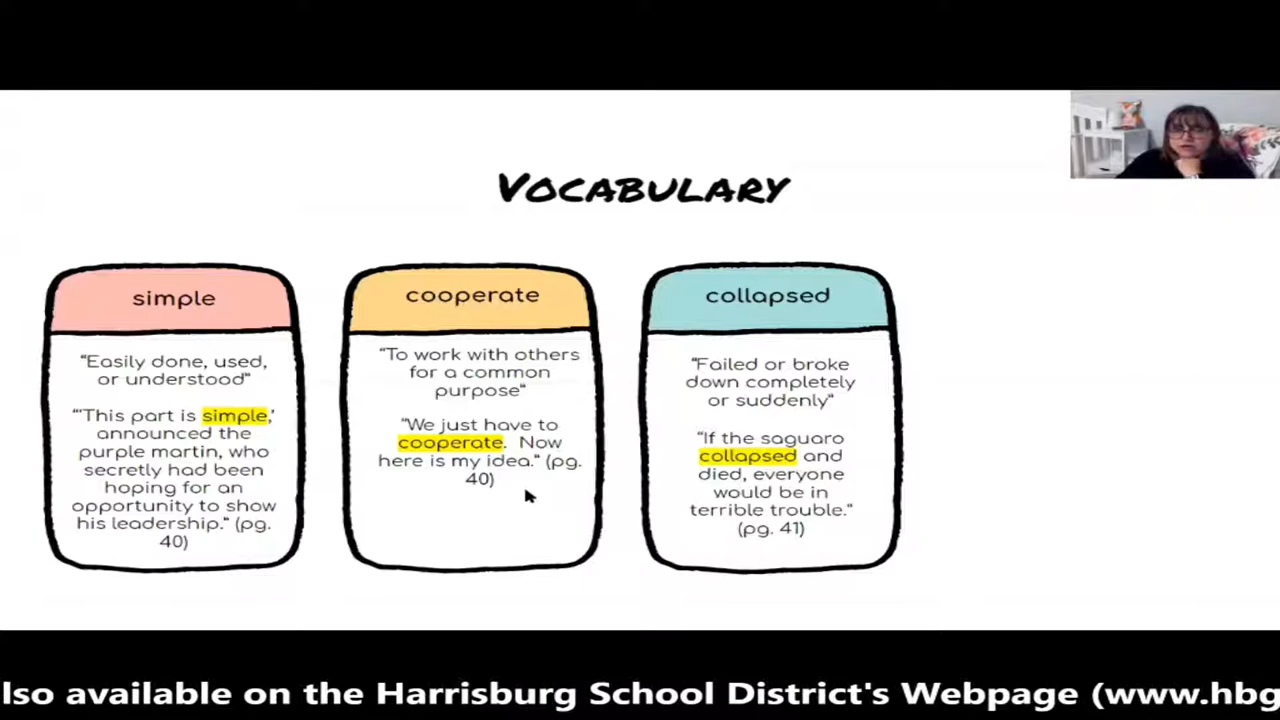 VOCABULARY
simple
"Easily done, used,
or understood"
"'This part is simple,'
announced the
purple martin, who
secretly had been
hoping for an
opportunity to show
his leadership." (pg.
40)
cooperate
"To work with others
for a common
purpose"
"We just have to
cooperate. Now
here is my idea." (pg.
40)
collapsed
"Failed or broke
down completely
or suddenly"
"If the saguaro
collapsed and
died, everyone
would be in
terrible trouble."
(pg. 41)
lso available on the Harrisburg School District's Webpage (www.hbg